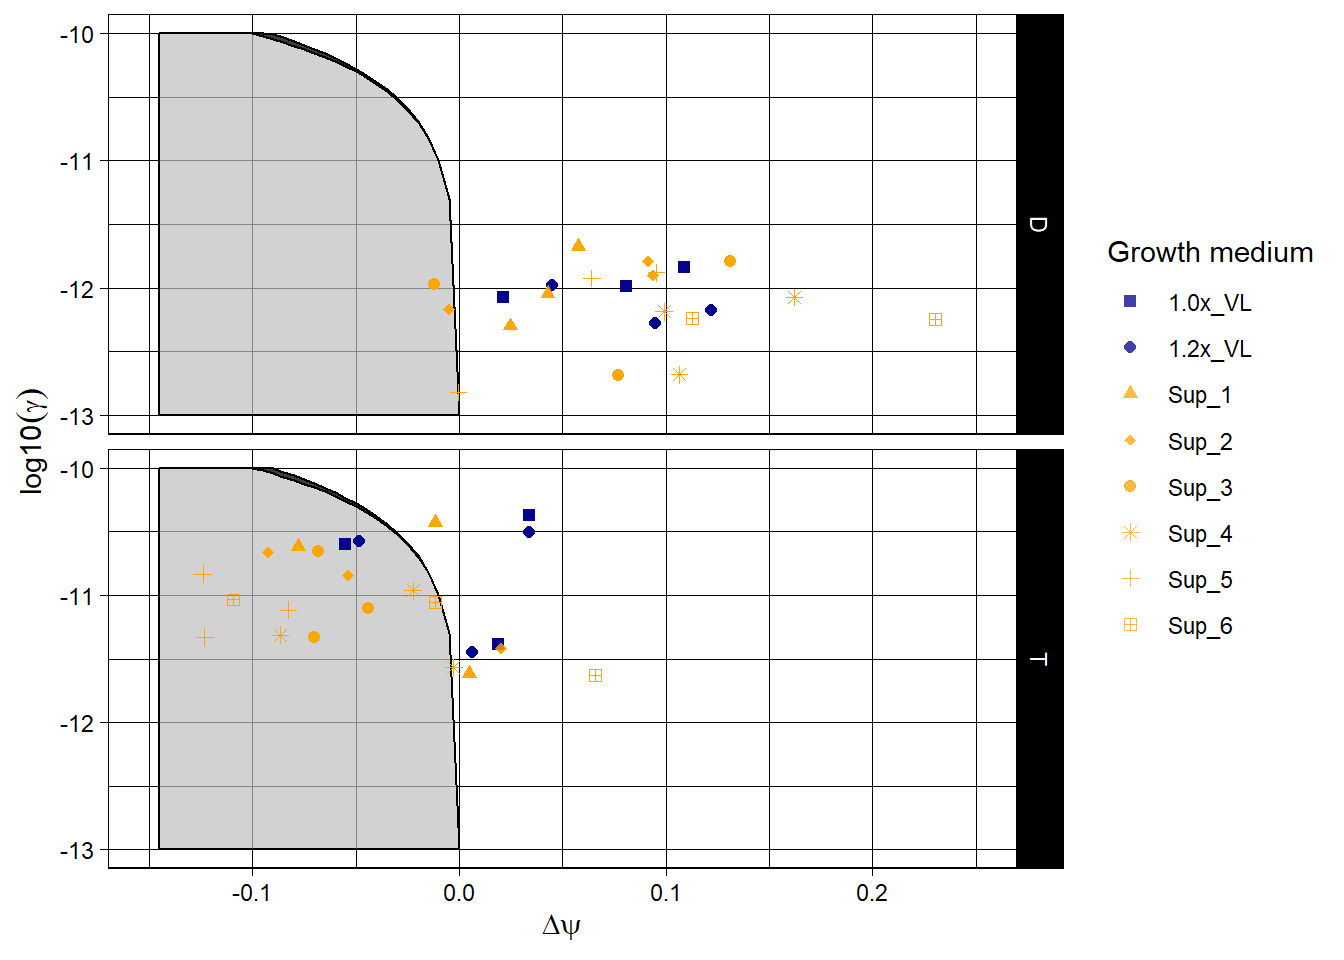 -10
-11
-12
-13
D
-10
-11
-12
-13
T
log10(γ)
-0.1
0.0
0.1
0.2
Δψ
Growth medium
1.0x_VL
1.2x_VL
Sup_1
Sup_2
Sup_3
Sup_4
Sup_5
Sup_6